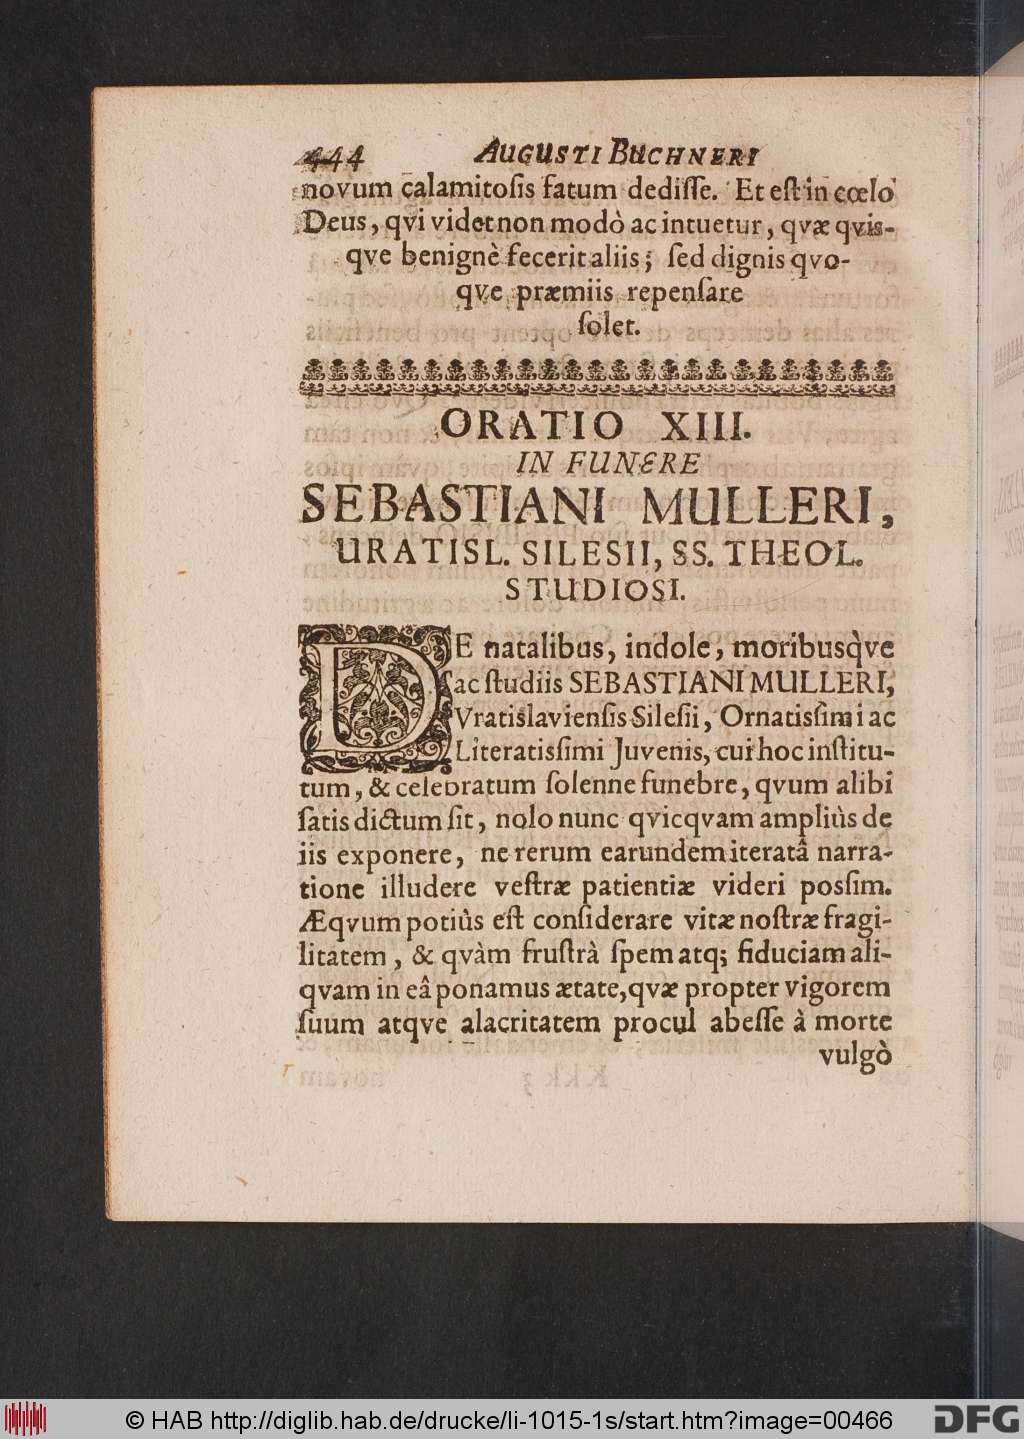 444 AUGUSTI BUCHNERI
novum calamitoſis fatum dediſſe. Et eſt in cœlo
Deus, qvi videt non modò ac intuetur, qvæ qvis-
qve benignè fecerit aliis; ſed dignis qvo-
qve præmiis repenſare
ſolet.
ORATIO XIII.
IN FUNERE
SEBASTIANI MULLERI,
URATISL. SILESII, SS. THEOL.
STUDIOSI.
DE natalibus, indole, moribusq̀ve
ac ſtudiis SEBASTIANI MULLERI,
Vratislavienſis Sileſii, Ornatiſſimi ac
Literatiſſimi Juvenis, cui hoc inſtitu-
tum, & celebratum ſolenne funebre, qvum alibi
ſatis dictum ſit, nolo nunc qvicqvam ampliùs de
iis exponere, ne rerum earundem iteratâ narra-
tione illudere veſtræ patientiæ videri poſſim.
Æqvum potiùs eſt conſiderare vitæ noſtræ fragi-
litatem, & qvàm fruſtrà ſpem atq; fiduciam ali-
qvam in eâ ponamus ætate, qvæ propter vigorem
ſuum atqve alacritatem procul abeſſe à morte
vulgò
© HAB http://diglib.hab.de/drucke/li-1015-1s/start.htm?image=00466
DFG